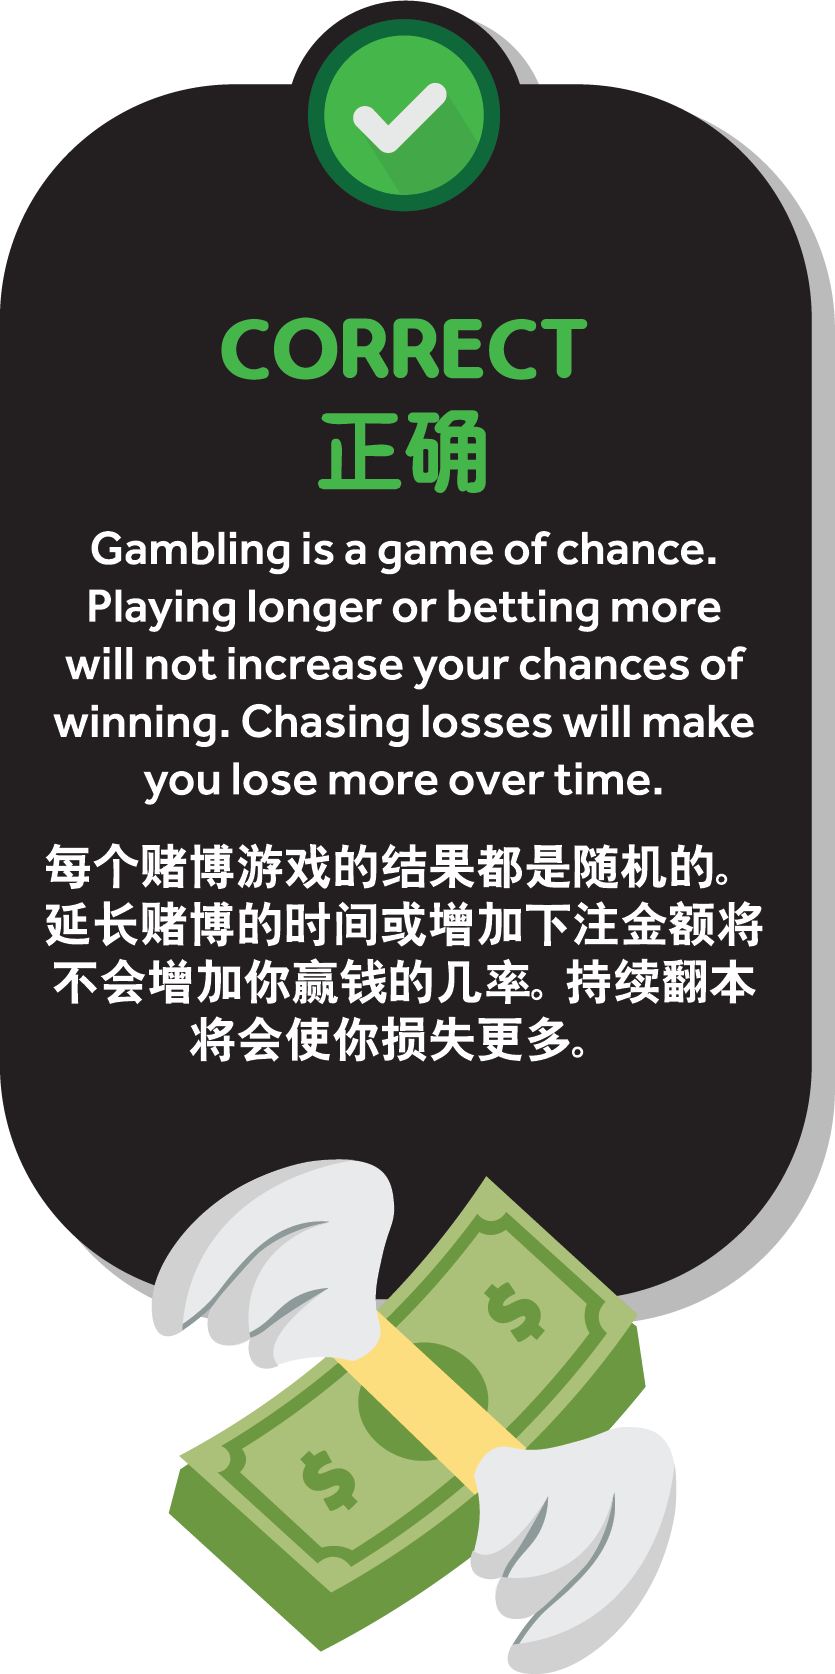 CORRECT
正确
Gambling is a game of chance.
Playing longer or betting more
will not increase your chances of
winning. Chasing losses will make
you lose more over time.
每个赌博游戏的结果都是随机的。
延长赌博的时间或增加下注金额将
不会增加你赢钱的几率。持续翻本
将会使你损失更多。
$
$